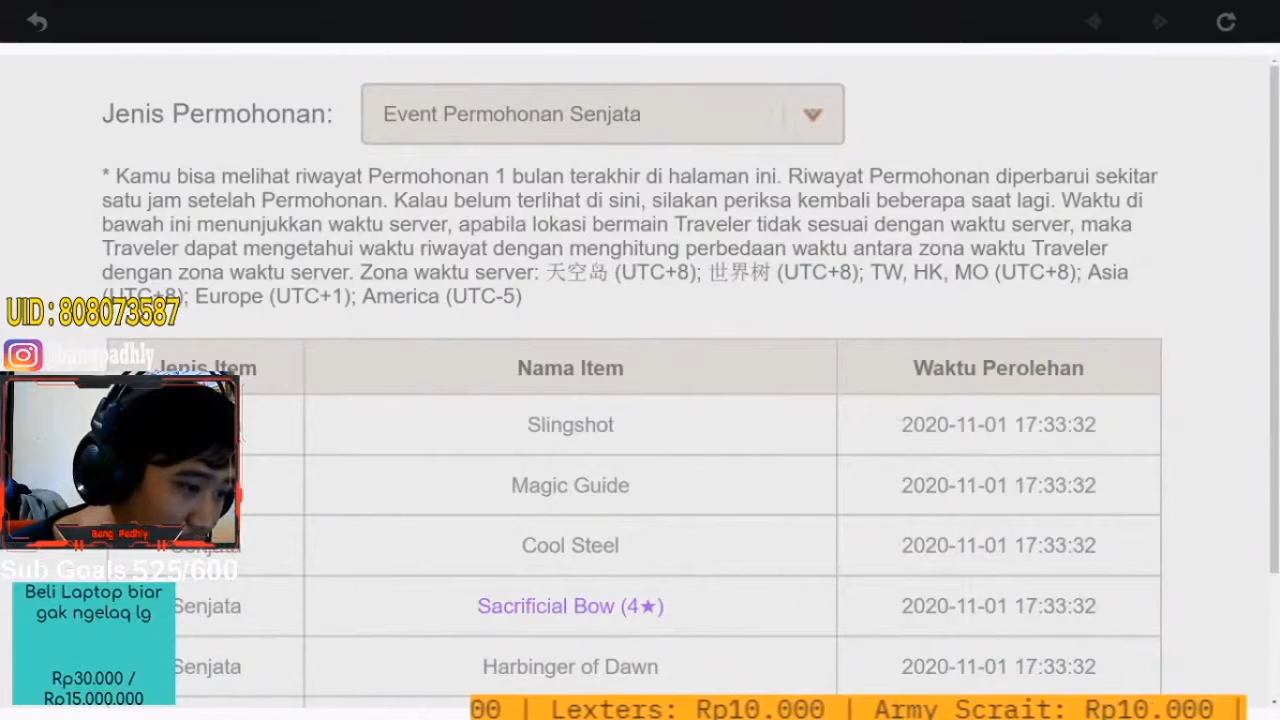 Jenis Permohonan:
Event Permohonan Senjata
* Kamu bisa melihat riwayat Permohonan 1 bulan terakhir di halaman ini. Riwayat Permohonan diperbarui sekitar
satu jam setelah Permohonan. Kalau belum terlihat di sini, silakan periksa kembali beberapa saat lagi. Waktu di
bawah ini menunjukkan waktu server, apabila lokasi bermain Traveler tidak sesuai dengan waktu server, maka
Traveler dapat mengetahui waktu riwayat dengan menghitung perbedaan waktu antara zona waktu Traveler
dengan zona waktu server. Zona waktu server: 天空岛 (UTC+8); 世界树 (UTC+8); TW, HK, MO (UTC+8); Asia
(UTC+8); Europe (UTC+1); America (UTC-5)
UID : 808073587
bangpadhly
Jenis Item Nama Item Waktu Perolehan
Slingshot 2020-11-01 17:33:32
Magic Guide 2020-11-01 17:33:32
Senjata Cool Steel 2020-11-01 17:33:32
Senjata Sacrificial Bow (4★) 2020-11-01 17:33:32
Senjata Harbinger of Dawn 2020-11-01 17:33:32
Bang Padhly
Sub Goals 525/600
Beli Laptop biar
gak ngelaq lg
Rp30.000 /
Rp15.000.000
00 | Lexters: Rp10.000 | Army Scrait: Rp10.000 |